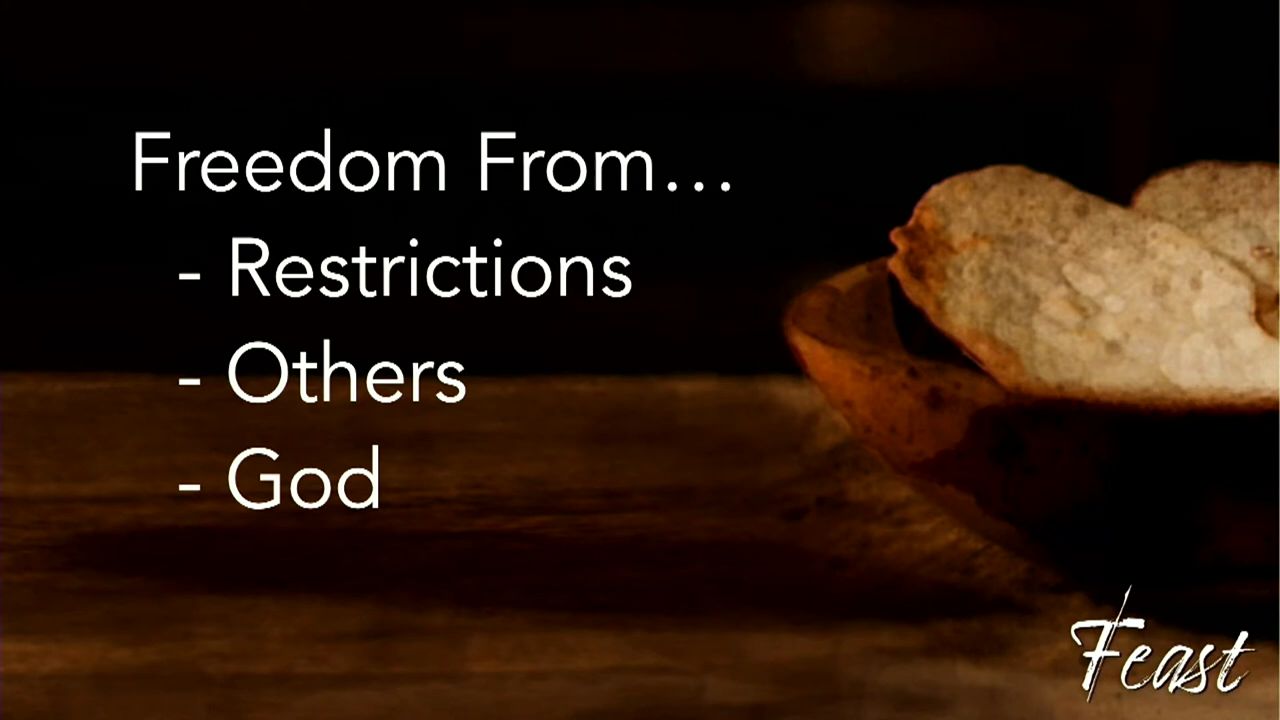 Freedom From...
- Restrictions
- Others
- God
Feast